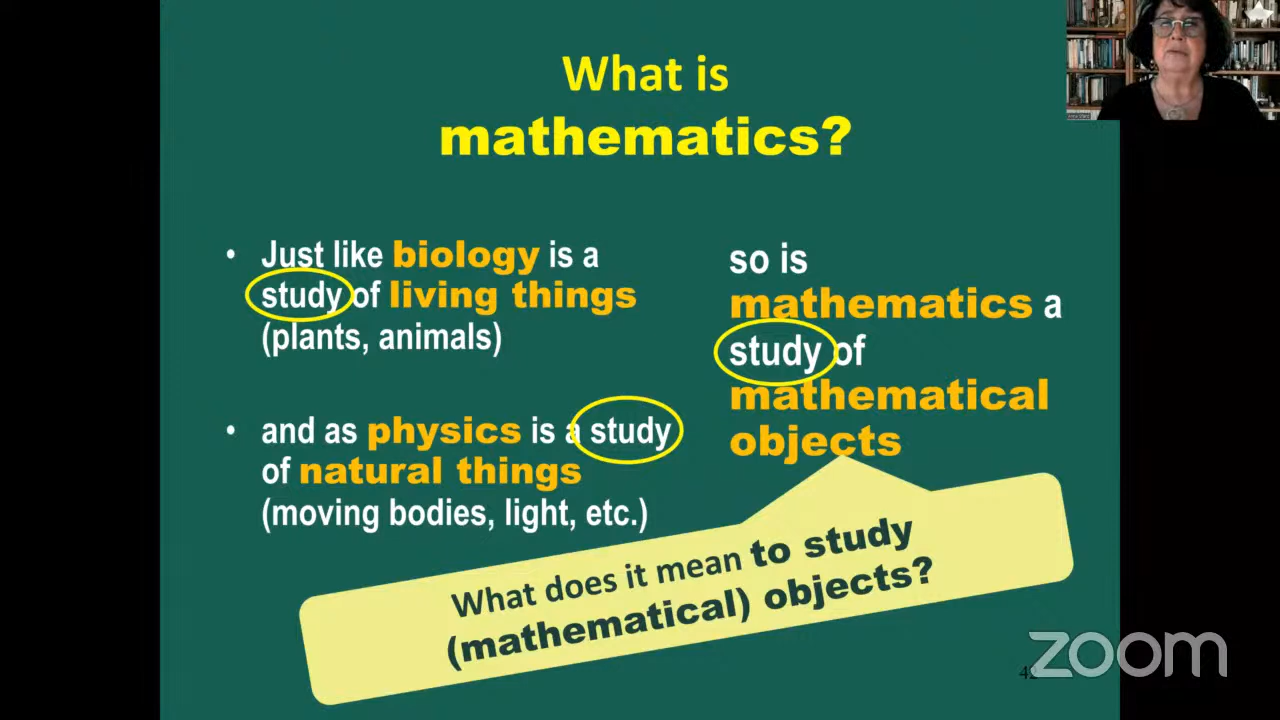 What is
mathematics?
• Just like biology is a
study of living things
(plants, animals)
• and as physics is a study
of natural things
(moving bodies, light, etc.)
so is
mathematics a
study of
mathematical
objects
What does it mean to study
(mathematical) objects?
42
zoom